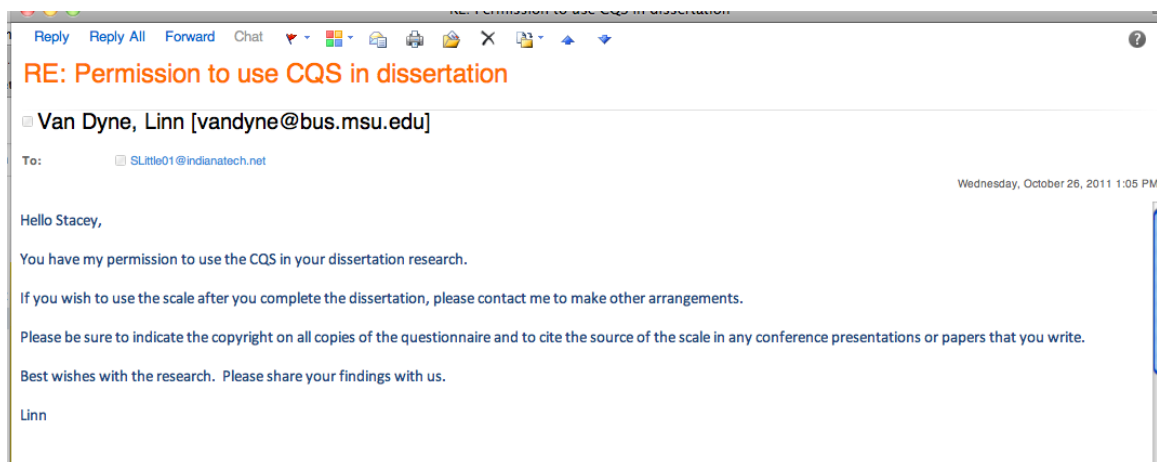 RE: Permission to use CQS in dissertation
Reply Reply All Forward Chat
RE: Permission to use CQS in dissertation
Van Dyne, Linn [vandyne@bus.msu.edu]
To: SLittle01@indianatech.net
Wednesday, October 26, 2011 1:05 PM
Hello Stacey,
You have my permission to use the CQS in your dissertation research.
If you wish to use the scale after you complete the dissertation, please contact me to make other arrangements.
Please be sure to indicate the copyright on all copies of the questionnaire and to cite the source of the scale in any conference presentations or papers that you write.
Best wishes with the research.  Please share your findings with us.
Linn